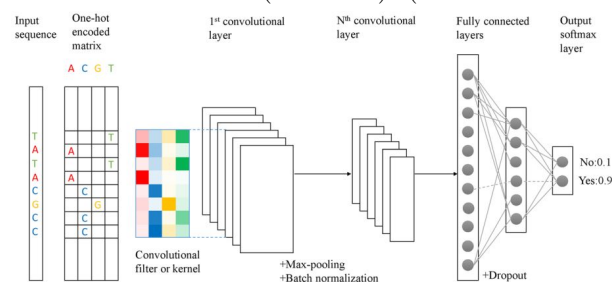 Input
sequence
One-hot
encoded
matrix
1st convolutional
layer
Nth convolutional
layer
Fully connected
layers
Output
softmax
layer
A C G T
T
A
T
A
C
G
C
C
T
A
T
A
C
G
C
C
Convolutional
filter or kernel
+Max-pooling
+Batch normalization
+Dropout
No:0.1
Yes:0.9